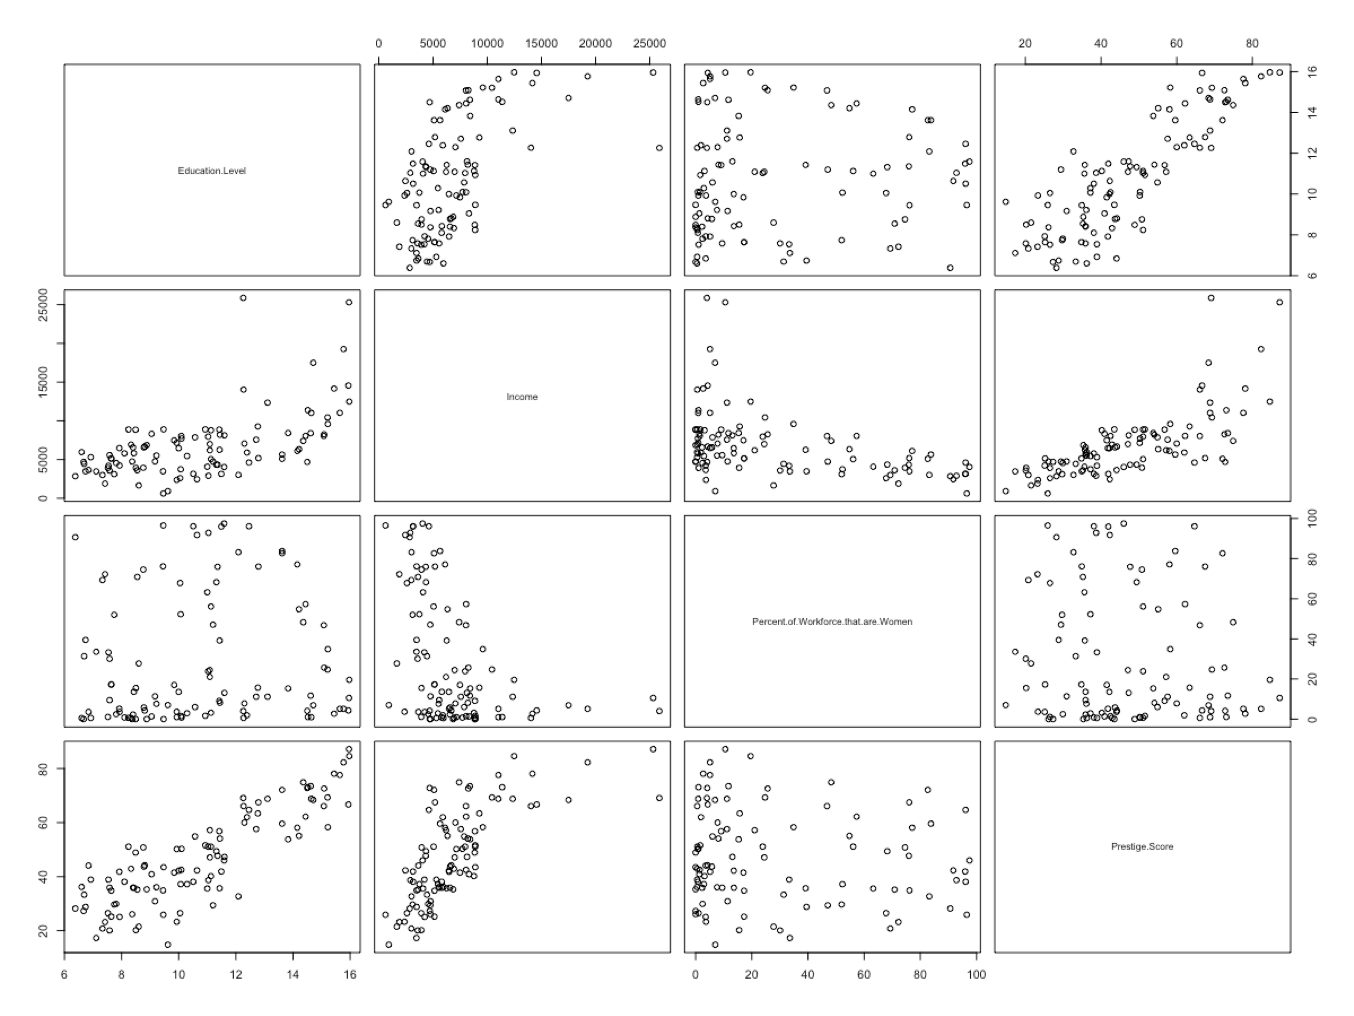 0 5000 10000 15000 20000 25000
20 40 60 80
Education.Level
6 8 10 12 14 16
0 5000 15000 25000
Income
Percent.of.Workforce.that.are.Women
0 20 40 60 80 100
20 40 60 80
Prestige.Score
6 8 10 12 14 16
0 20 40 60 80 100